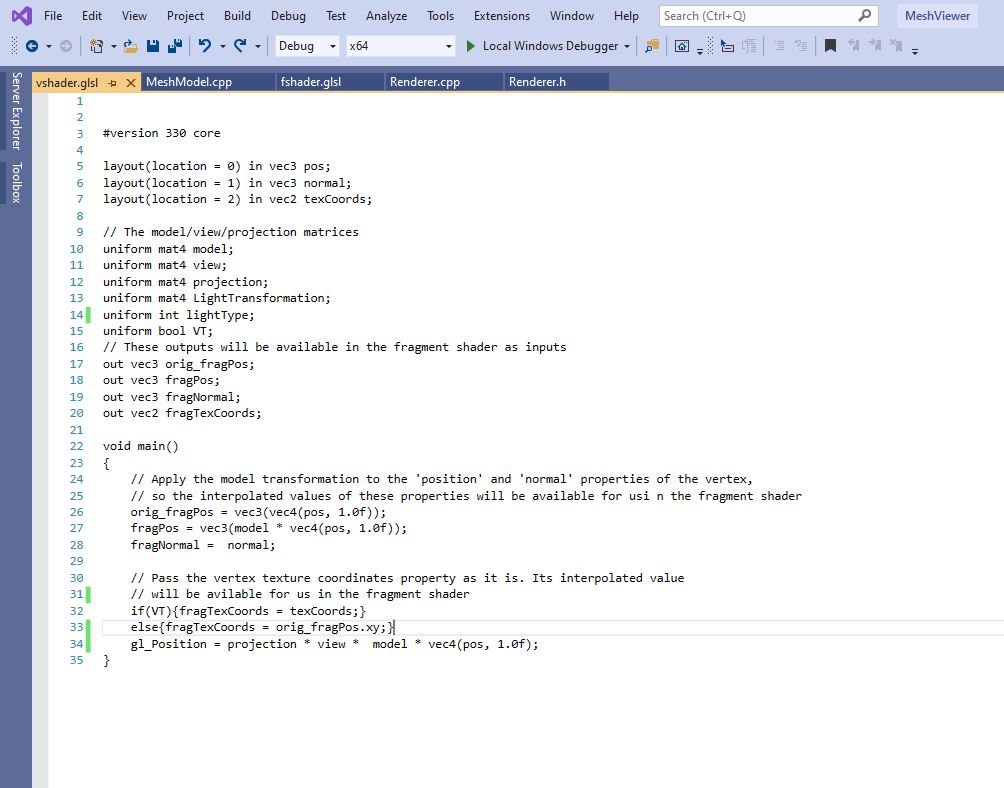 File Edit View Project Build Debug Test Analyze Tools Extensions Window Help Search (Ctrl+Q) MeshViewer
Debug x64 Local Windows Debugger
Server Explorer
Toolbox
vshader.glsl MeshModel.cpp fshader.glsl Renderer.cpp Renderer.h
1
2
3 #version 330 core
4
5 layout(location = 0) in vec3 pos;
6 layout(location = 1) in vec3 normal;
7 layout(location = 2) in vec2 texCoords;
8
9 // The model/view/projection matrices
10 uniform mat4 model;
11 uniform mat4 view;
12 uniform mat4 projection;
13 uniform mat4 LightTransformation;
14 uniform int lightType;
15 uniform bool VT;
16 // These outputs will be available in the fragment shader as inputs
17 out vec3 orig_fragPos;
18 out vec3 fragPos;
19 out vec3 fragNormal;
20 out vec2 fragTexCoords;
21
22 void main()
23 {
24 // Apply the model transformation to the 'position' and 'normal' properties of the vertex,
25 // so the interpolated values of these properties will be available for usi n the fragment shader
26 orig_fragPos = vec3(vec4(pos, 1.0f));
27 fragPos = vec3(model * vec4(pos, 1.0f));
28 fragNormal =  normal;
29
30 // Pass the vertex texture coordinates property as it is. Its interpolated value
31 // will be avilable for us in the fragment shader
32 if(VT){fragTexCoords = texCoords;}
33 else{fragTexCoords = orig_fragPos.xy;}
34 gl_Position = projection * view *  model * vec4(pos, 1.0f);
35 }